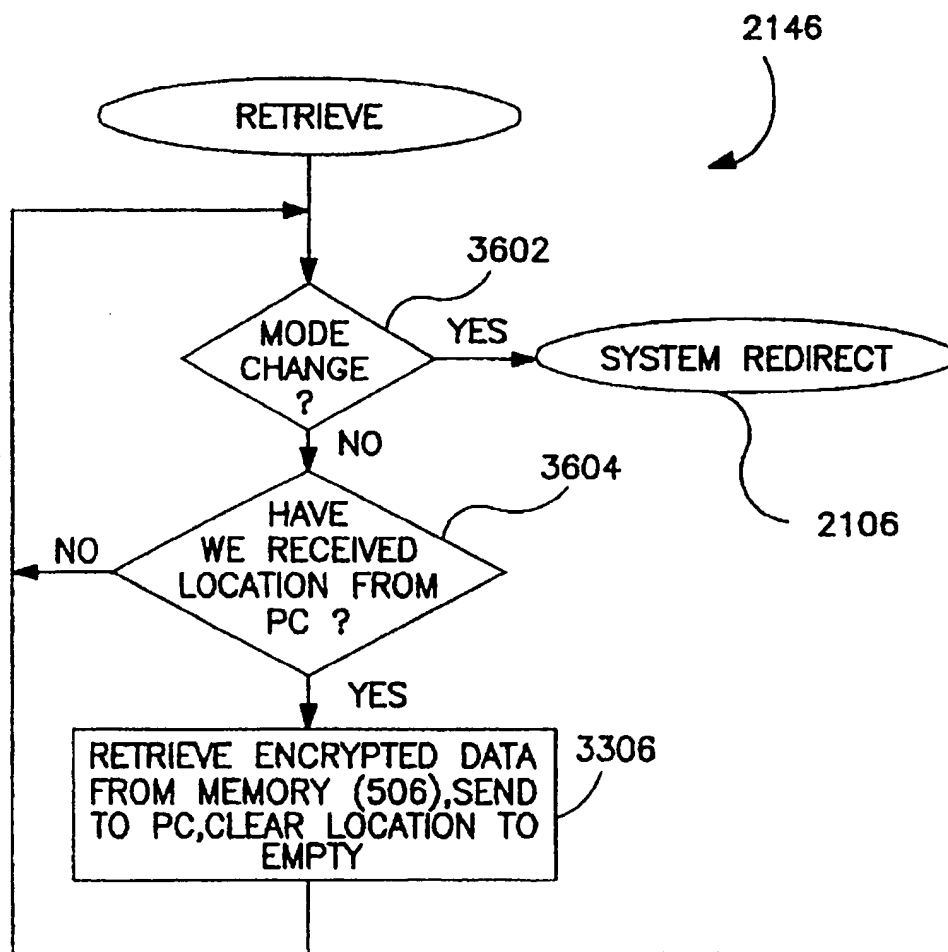 2146
RETRIEVE
3602
MODE
CHANGE
?
YES
SYSTEM REDIRECT
NO
2106
3604
HAVE
WE RECEIVED
LOCATION FROM
PC ?
NO
YES
3306
RETRIEVE ENCRYPTED DATA
FROM MEMORY (506),SEND
TO PC,CLEAR LOCATION TO
EMPTY